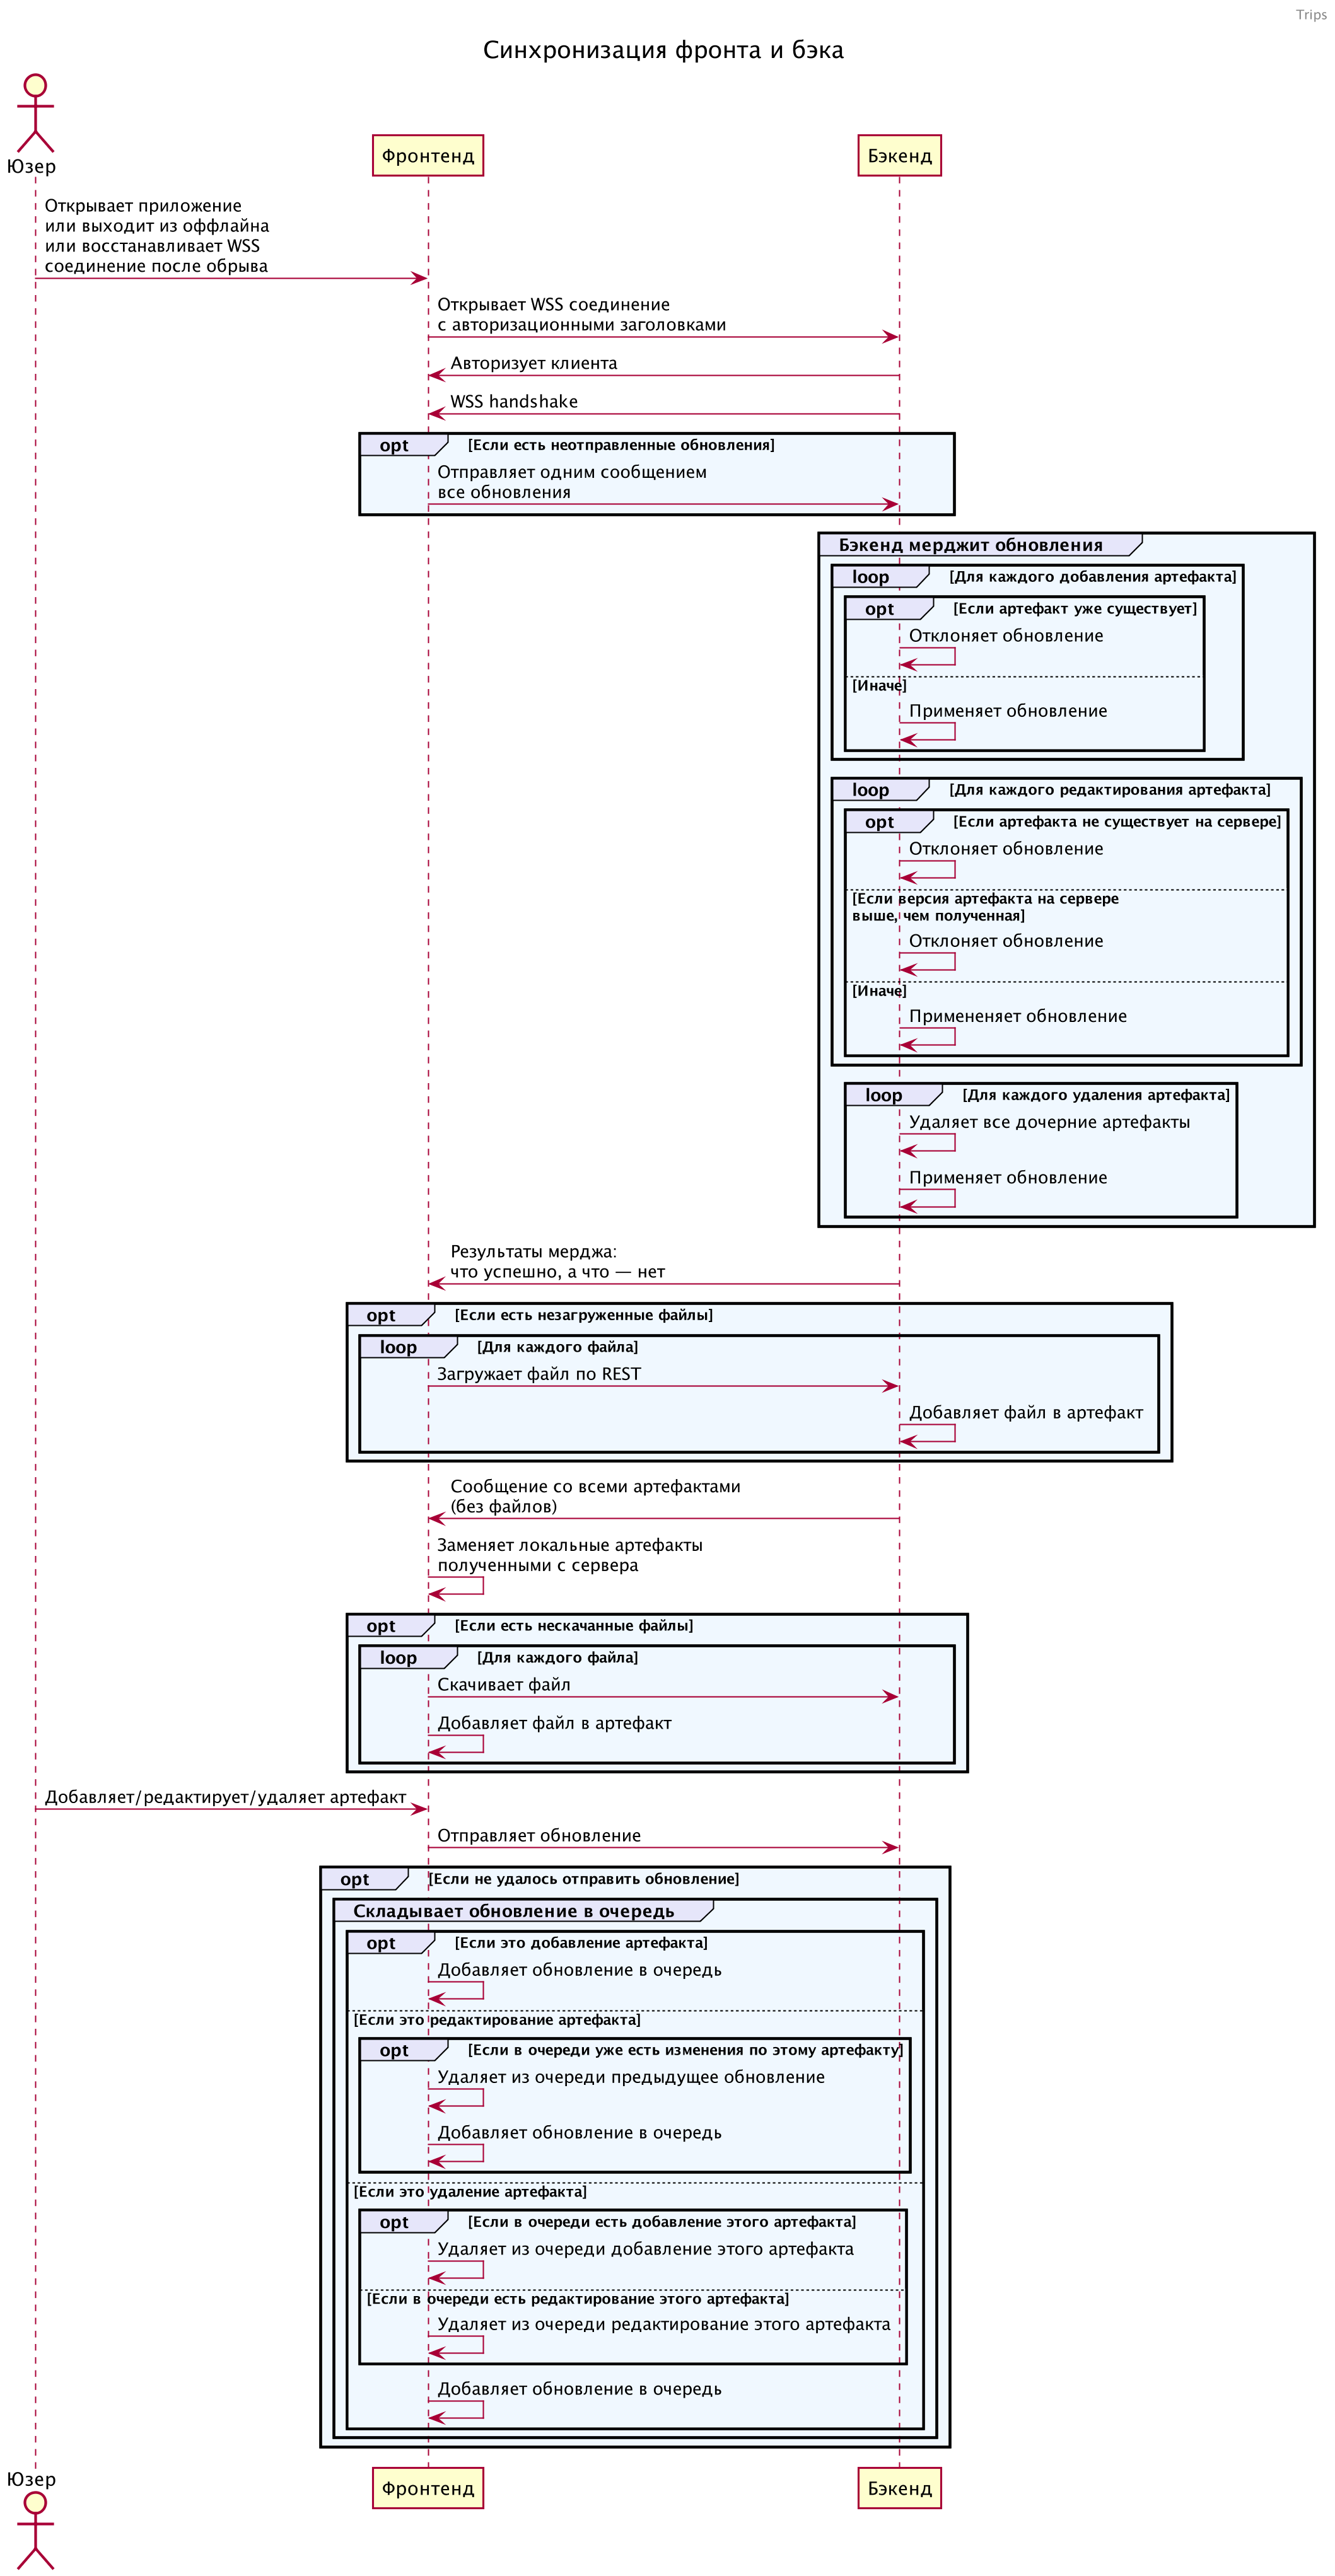 Trips
Синхронизация фронта и бэка
Юзер
Фронтенд
Бэкенд
Открывает приложение
или выходит из оффлайна
или восстанавливает WSS
соединение после обрыва
Открывает WSS соединение
с авторизационными заголовками
Авторизует клиента
WSS handshake
opt
[Если есть неотправленные обновления]
Отправляет одним сообщением
все обновления
Бэкенд мерджит обновления
loop
[Для каждого добавления артефакта]
opt
[Если артефакт уже существует]
Отклоняет обновление
[Иначе]
Применяет обновление
loop
[Для каждого редактирования артефакта]
opt
[Если артефакта не существует на сервере]
Отклоняет обновление
[Если версия артефакта на сервере
выше, чем полученная]
Отклоняет обновление
[Иначе]
Примененяет обновление
loop
[Для каждого удаления артефакта]
Удаляет все дочерние артефакты
Применяет обновление
Результаты мерджа:
что успешно, а что — нет
opt
[Если есть незагруженные файлы]
loop
[Для каждого файла]
Загружает файл по REST
Добавляет файл в артефакт
Сообщение со всеми артефактами
(без файлов)
Заменяет локальные артефакты
полученными с сервера
opt
[Если есть нескачанные файлы]
loop
[Для каждого файла]
Скачивает файл
Добавляет файл в артефакт
Добавляет/редактирует/удаляет артефакт
Отправляет обновление
opt
[Если не удалось отправить обновление]
Складывает обновление в очередь
opt
[Если это добавление артефакта]
Добавляет обновление в очередь
[Если это редактирование артефакта]
opt
[Если в очереди уже есть изменения по этому артефакту]
Удаляет из очереди предыдущее обновление
Добавляет обновление в очередь
[Если это удаление артефакта]
opt
[Если в очереди есть добавление этого артефакта]
Удаляет из очереди добавление этого артефакта
[Если в очереди есть редактирование этого артефакта]
Удаляет из очереди редактирование этого артефакта
Добавляет обновление в очередь
Юзер
Фронтенд
Бэкенд